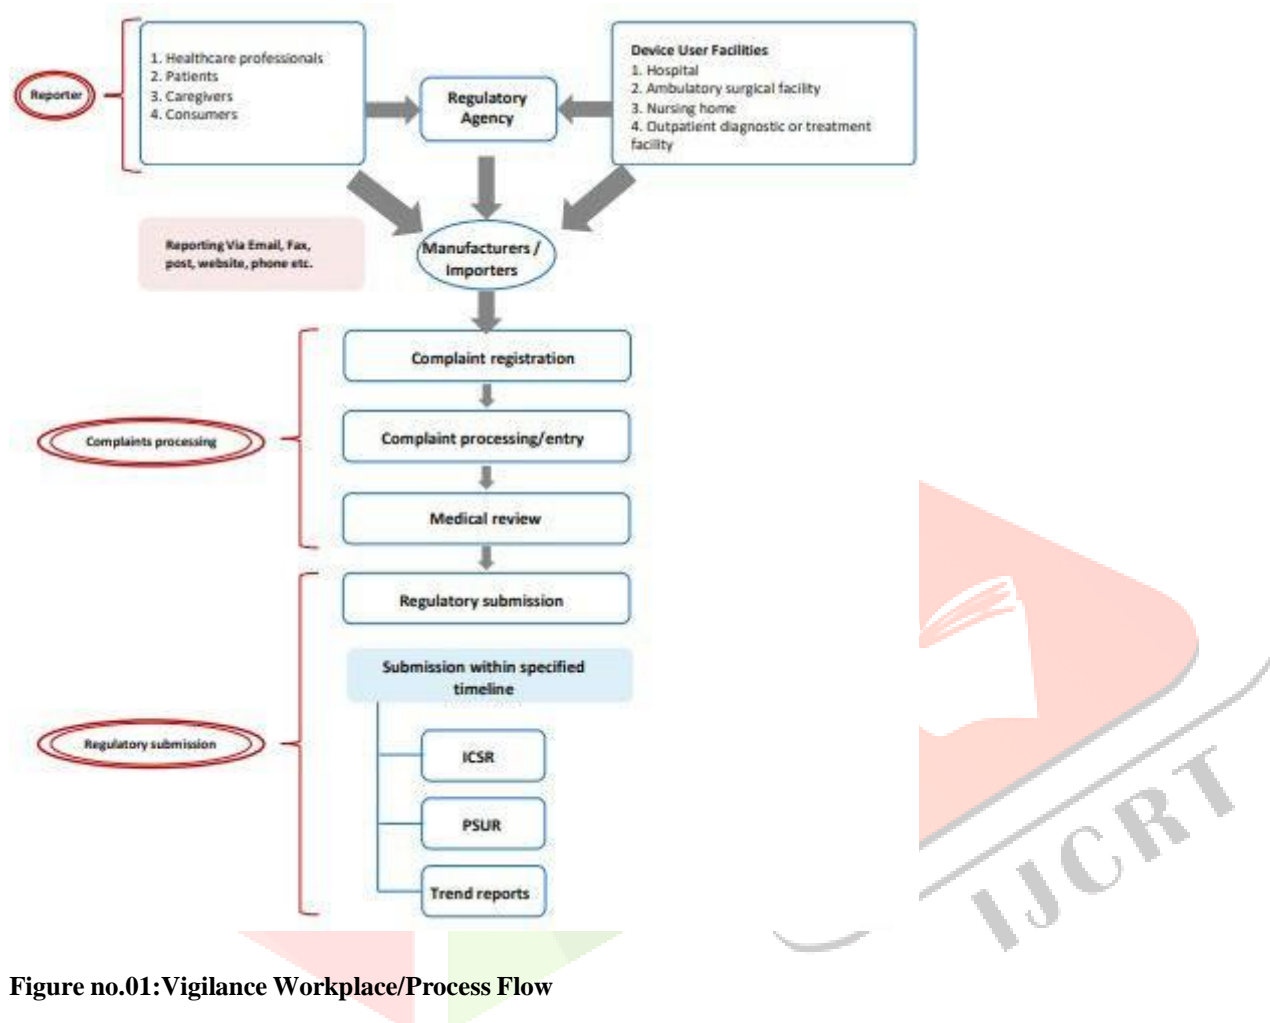 Reporter
1. Healthcare professionals
2. Patients
3. Caregivers
4. Consumers
Regulatory
Agency
Device User Facilities
1. Hospital
2. Ambulatory surgical facility
3. Nursing home
4. Outpatient diagnostic or treatment
facility
Reporting Via Email, Fax,
post, website, phone etc.
Manufacturers /
Importers
Complaint registration
Complaints processing
Complaint processing/entry
Medical review
Regulatory submission
Submission within specified
timeline
Regulatory submission
ICSR
PSUR
Trend reports
IJCRT
Figure no.01:Vigilance Workplace/Process Flow